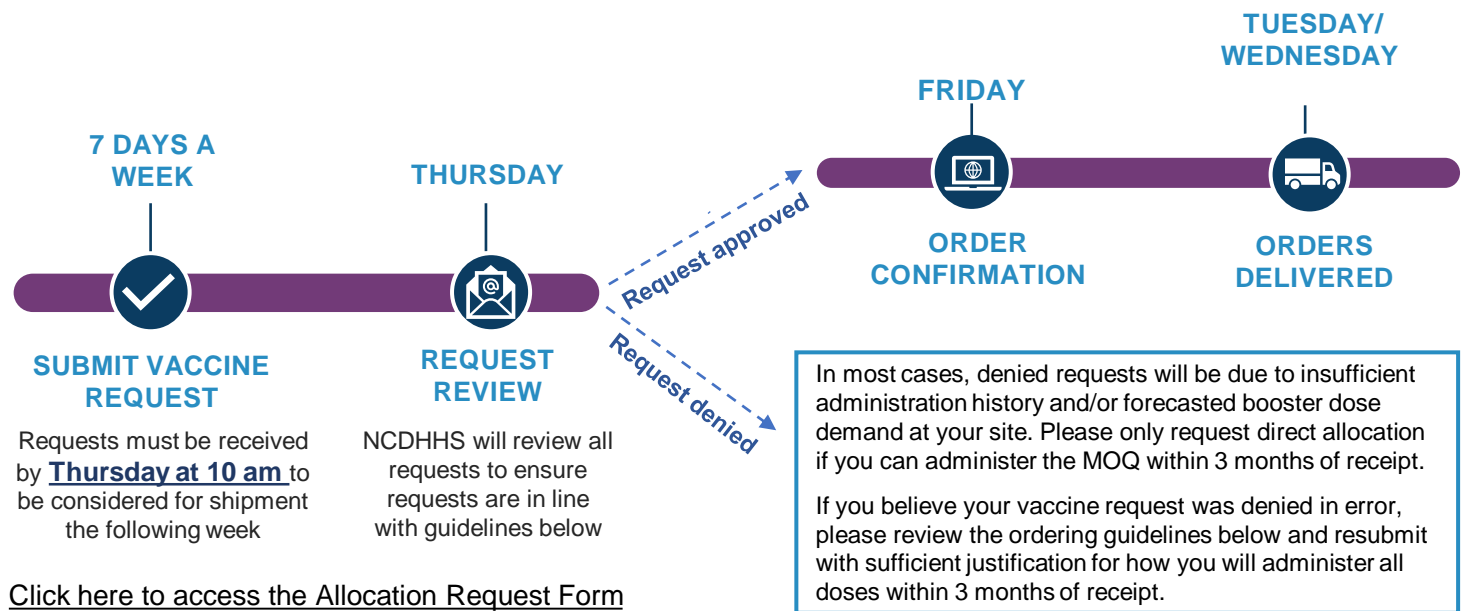 7 DAYS A
WEEK
SUBMIT VACCINE
REQUEST
Requests must be received
by Thursday at 10 am to
be considered for shipment
the following week
THURSDAY
@
REQUEST
REVIEW
NCDHHS will review all
requests to ensure
requests are in line
with guidelines below
Click here to access the Allocation Request Form
Request approved
Request denied
FRIDAY
ORDER
CONFIRMATION
TUESDAY/
WEDNESDAY
ORDERS
DELIVERED
In most cases, denied requests will be due to insufficient
administration history and/or forecasted booster dose
demand at your site. Please only request direct allocation
if you can administer the MOQ within 3 months of receipt.
If you believe your vaccine request was denied in error,
please review the ordering guidelines below and resubmit
with sufficient justification for how you will administer all
doses within 3 months of receipt.